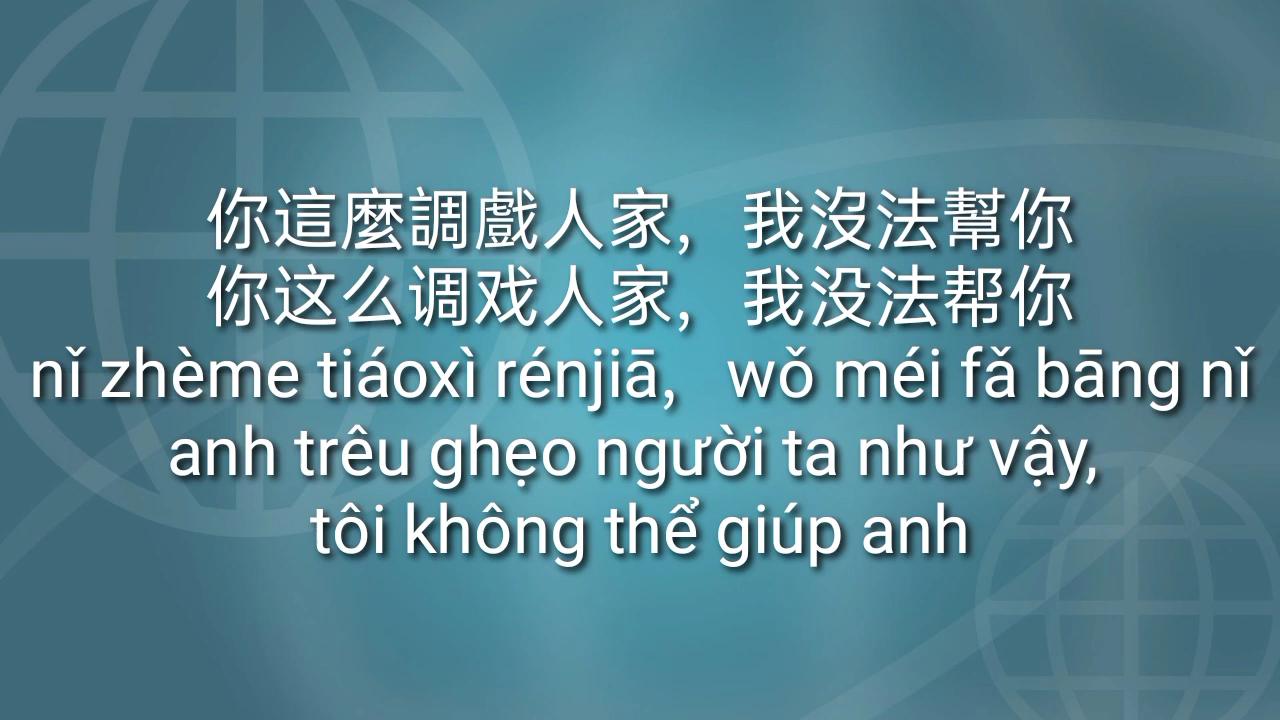 你這麼調戲人家，我沒法幫你
你这么调戏人家，我没法帮你
nǐ zhème tiáoxì rénjiā，wǒ méi fǎ bāng nǐ
anh trêu ghẹo người ta như vậy,
tôi không thể giúp anh